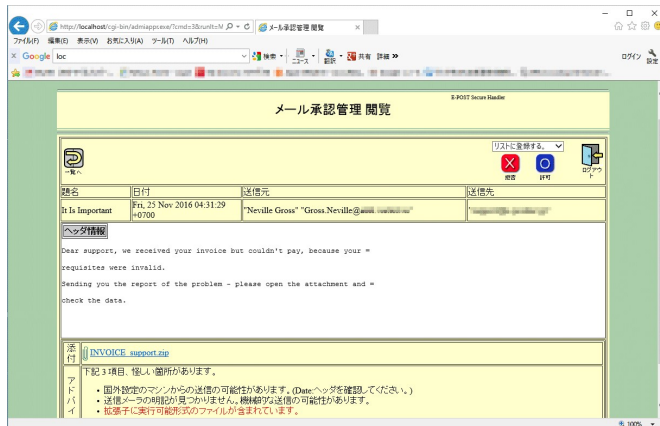 http://localhost/cgi-bin/admiappcexe/?cmd=3&runlt=M
メール承認管理 閲覧
ファイル(F) 編集(E) 表示(V) お気に入り(A) ツール(T) ヘルプ(H)
Google loc 検索 ニュース 翻訳 共有 詳細 » ログイン 設定
E-POST Secure Handler
メール承認管理 閲覧
リストに登録する。
一覧へ 拒否 許可 ログアウト
題名 日付 送信元 送信先
It Is Important Fri, 25 Nov 2016 04:31:29 +0700 "Neville Gross" "Gross.Neville@
ヘッダ情報
Dear support, we received your invoice but couldn't pay, because your =
requisites were invalid.
Sending you the report of the problem - please open the attachment and =
check the data.
添付 INVOICE_support.zip
アドバイ
下記 3 項目、怪しい箇所があります。
• 国外設定のマシンからの送信の可能性があります。(Date:ヘッダを確認してください。)
• 送信メーラの明記が見つかりません。機械的な送信の可能性があります。
• 拡張子に実行可能形式のファイルが含まれています。
100%